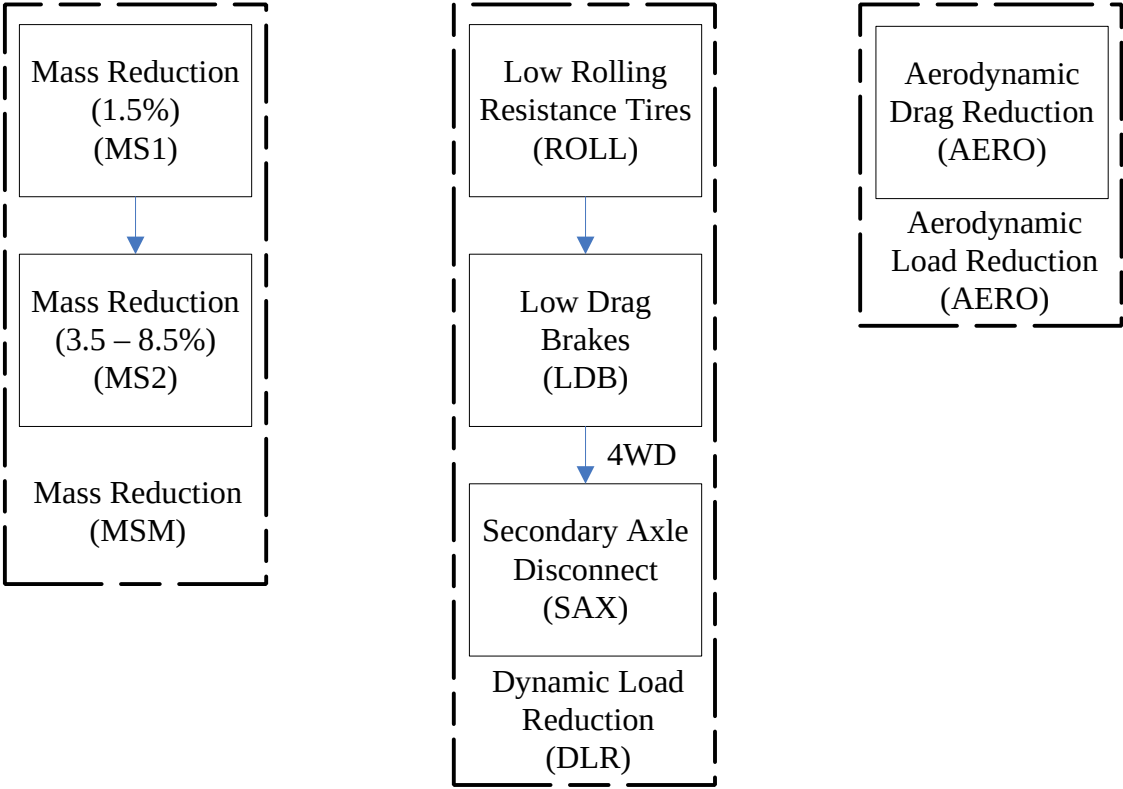 Mass Reduction
(1.5%)
(MS1)
Mass Reduction
(3.5 – 8.5%)
(MS2)
Mass Reduction
(MSM)
Low Rolling
Resistance Tires
(ROLL)
Low Drag
Brakes
(LDB)
4WD
Secondary Axle
Disconnect
(SAX)
Dynamic Load
Reduction
(DLR)
Aerodynamic
Drag Reduction
(AERO)
Aerodynamic
Load Reduction
(AERO)